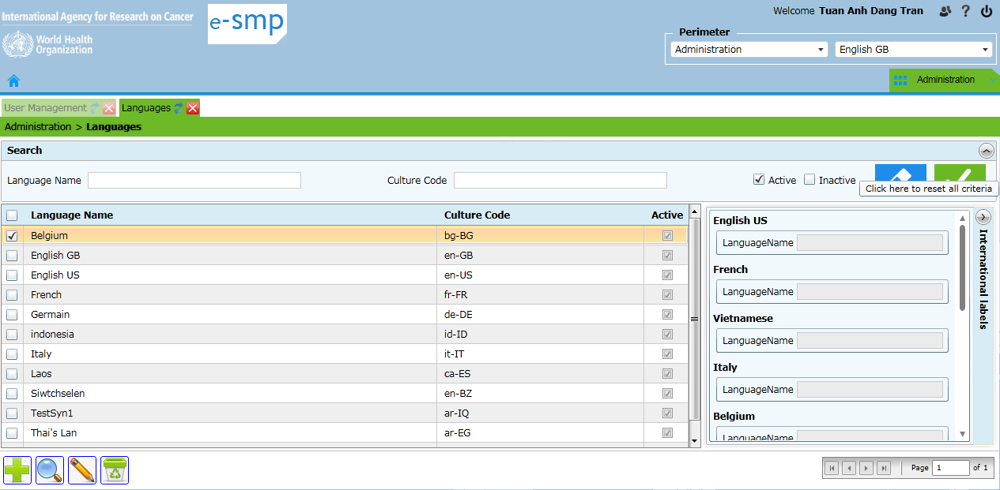 International Agency for Research on Cancer
World Health
Organization
e-smp
Welcome Tuan Anh Dang Tran
?
Perimeter
Administration
English GB
Administration
User Management
Languages
Administration > Languages
Search
Language Name
Culture Code
Active
Inactive
Click here to reset all criteria
Language Name Culture Code Active
Belgium bg-BG
English GB en-GB
English US en-US
French fr-FR
Germain de-DE
indonesia id-ID
Italy it-IT
Laos ca-ES
Siwtchselen en-BZ
TestSyn1 ar-IQ
Thai's Lan ar-EG
English US
LanguageName
French
LanguageName
Vietnamese
LanguageName
Italy
LanguageName
Belgium
LanguageName
International labels
Page 1 of 1